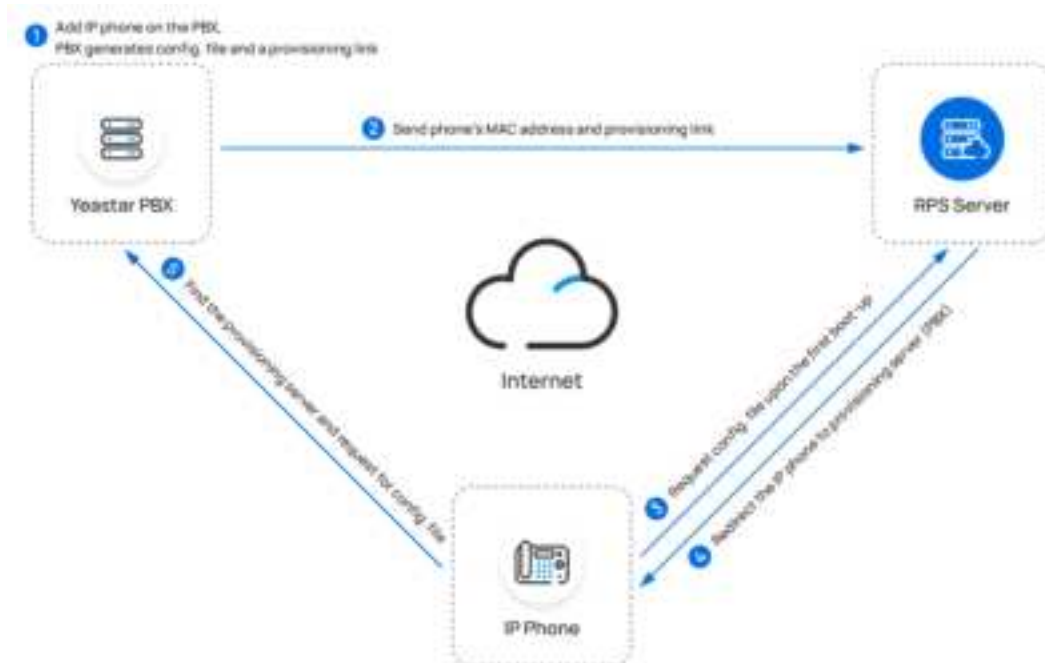 1 Add IP phone on the PBX,
PBX generates config. file and a provisioning link
2 Send phone's MAC address and provisioning link
Yeastar PBX
RPS Server
Find the provisioning server and request for config. file
Internet
Request config. file upon the first boot-up
Redirect the IP phone to provisioning server (PBX)
IP Phone